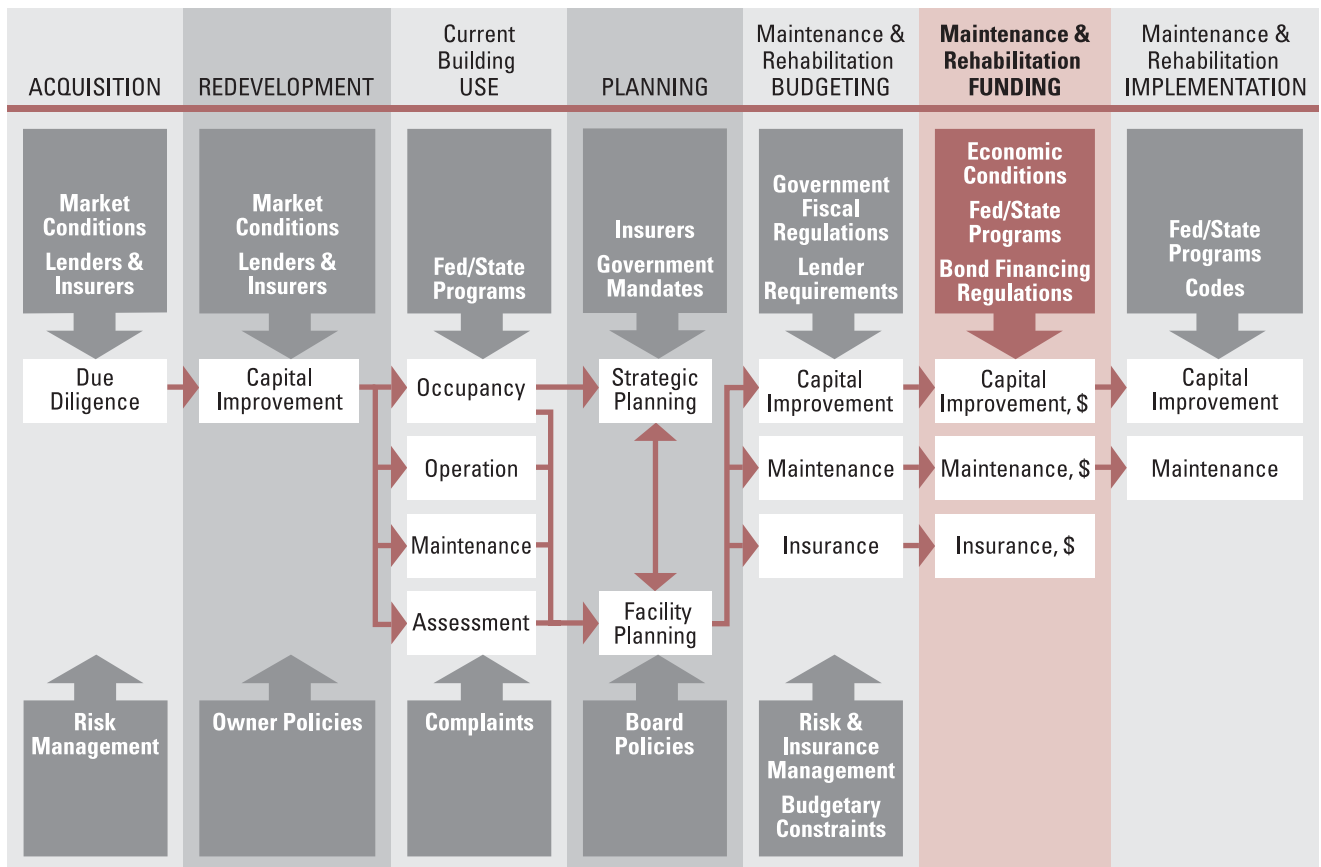 ACQUISITION
REDEVELOPMENT
Current
Building
USE
PLANNING
Maintenance &
Rehabilitation
BUDGETING
Maintenance &
Rehabilitation
FUNDING
Maintenance &
Rehabilitation
IMPLEMENTATION
Market
Conditions
Lenders &
Insurers
Market
Conditions
Lenders &
Insurers
Fed/State
Programs
Insurers
Government
Mandates
Government
Fiscal
Regulations
Lender
Requirements
Economic
Conditions
Fed/State
Programs
Bond Financing
Regulations
Fed/State
Programs
Codes
Due
Diligence
Capital
Improvement
Occupancy
Operation
Maintenance
Assessment
Strategic
Planning
Facility
Planning
Capital
Improvement
Maintenance
Insurance
Capital
Improvement, $
Maintenance, $
Insurance, $
Capital
Improvement
Maintenance
Risk
Management
Owner Policies
Complaints
Board
Policies
Risk &
Insurance
Management
Budgetary
Constraints